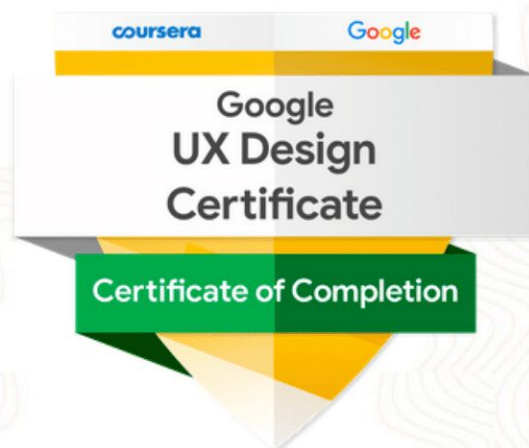 coursera Google
Google
UX Design
Certificate
Certificate of Completion